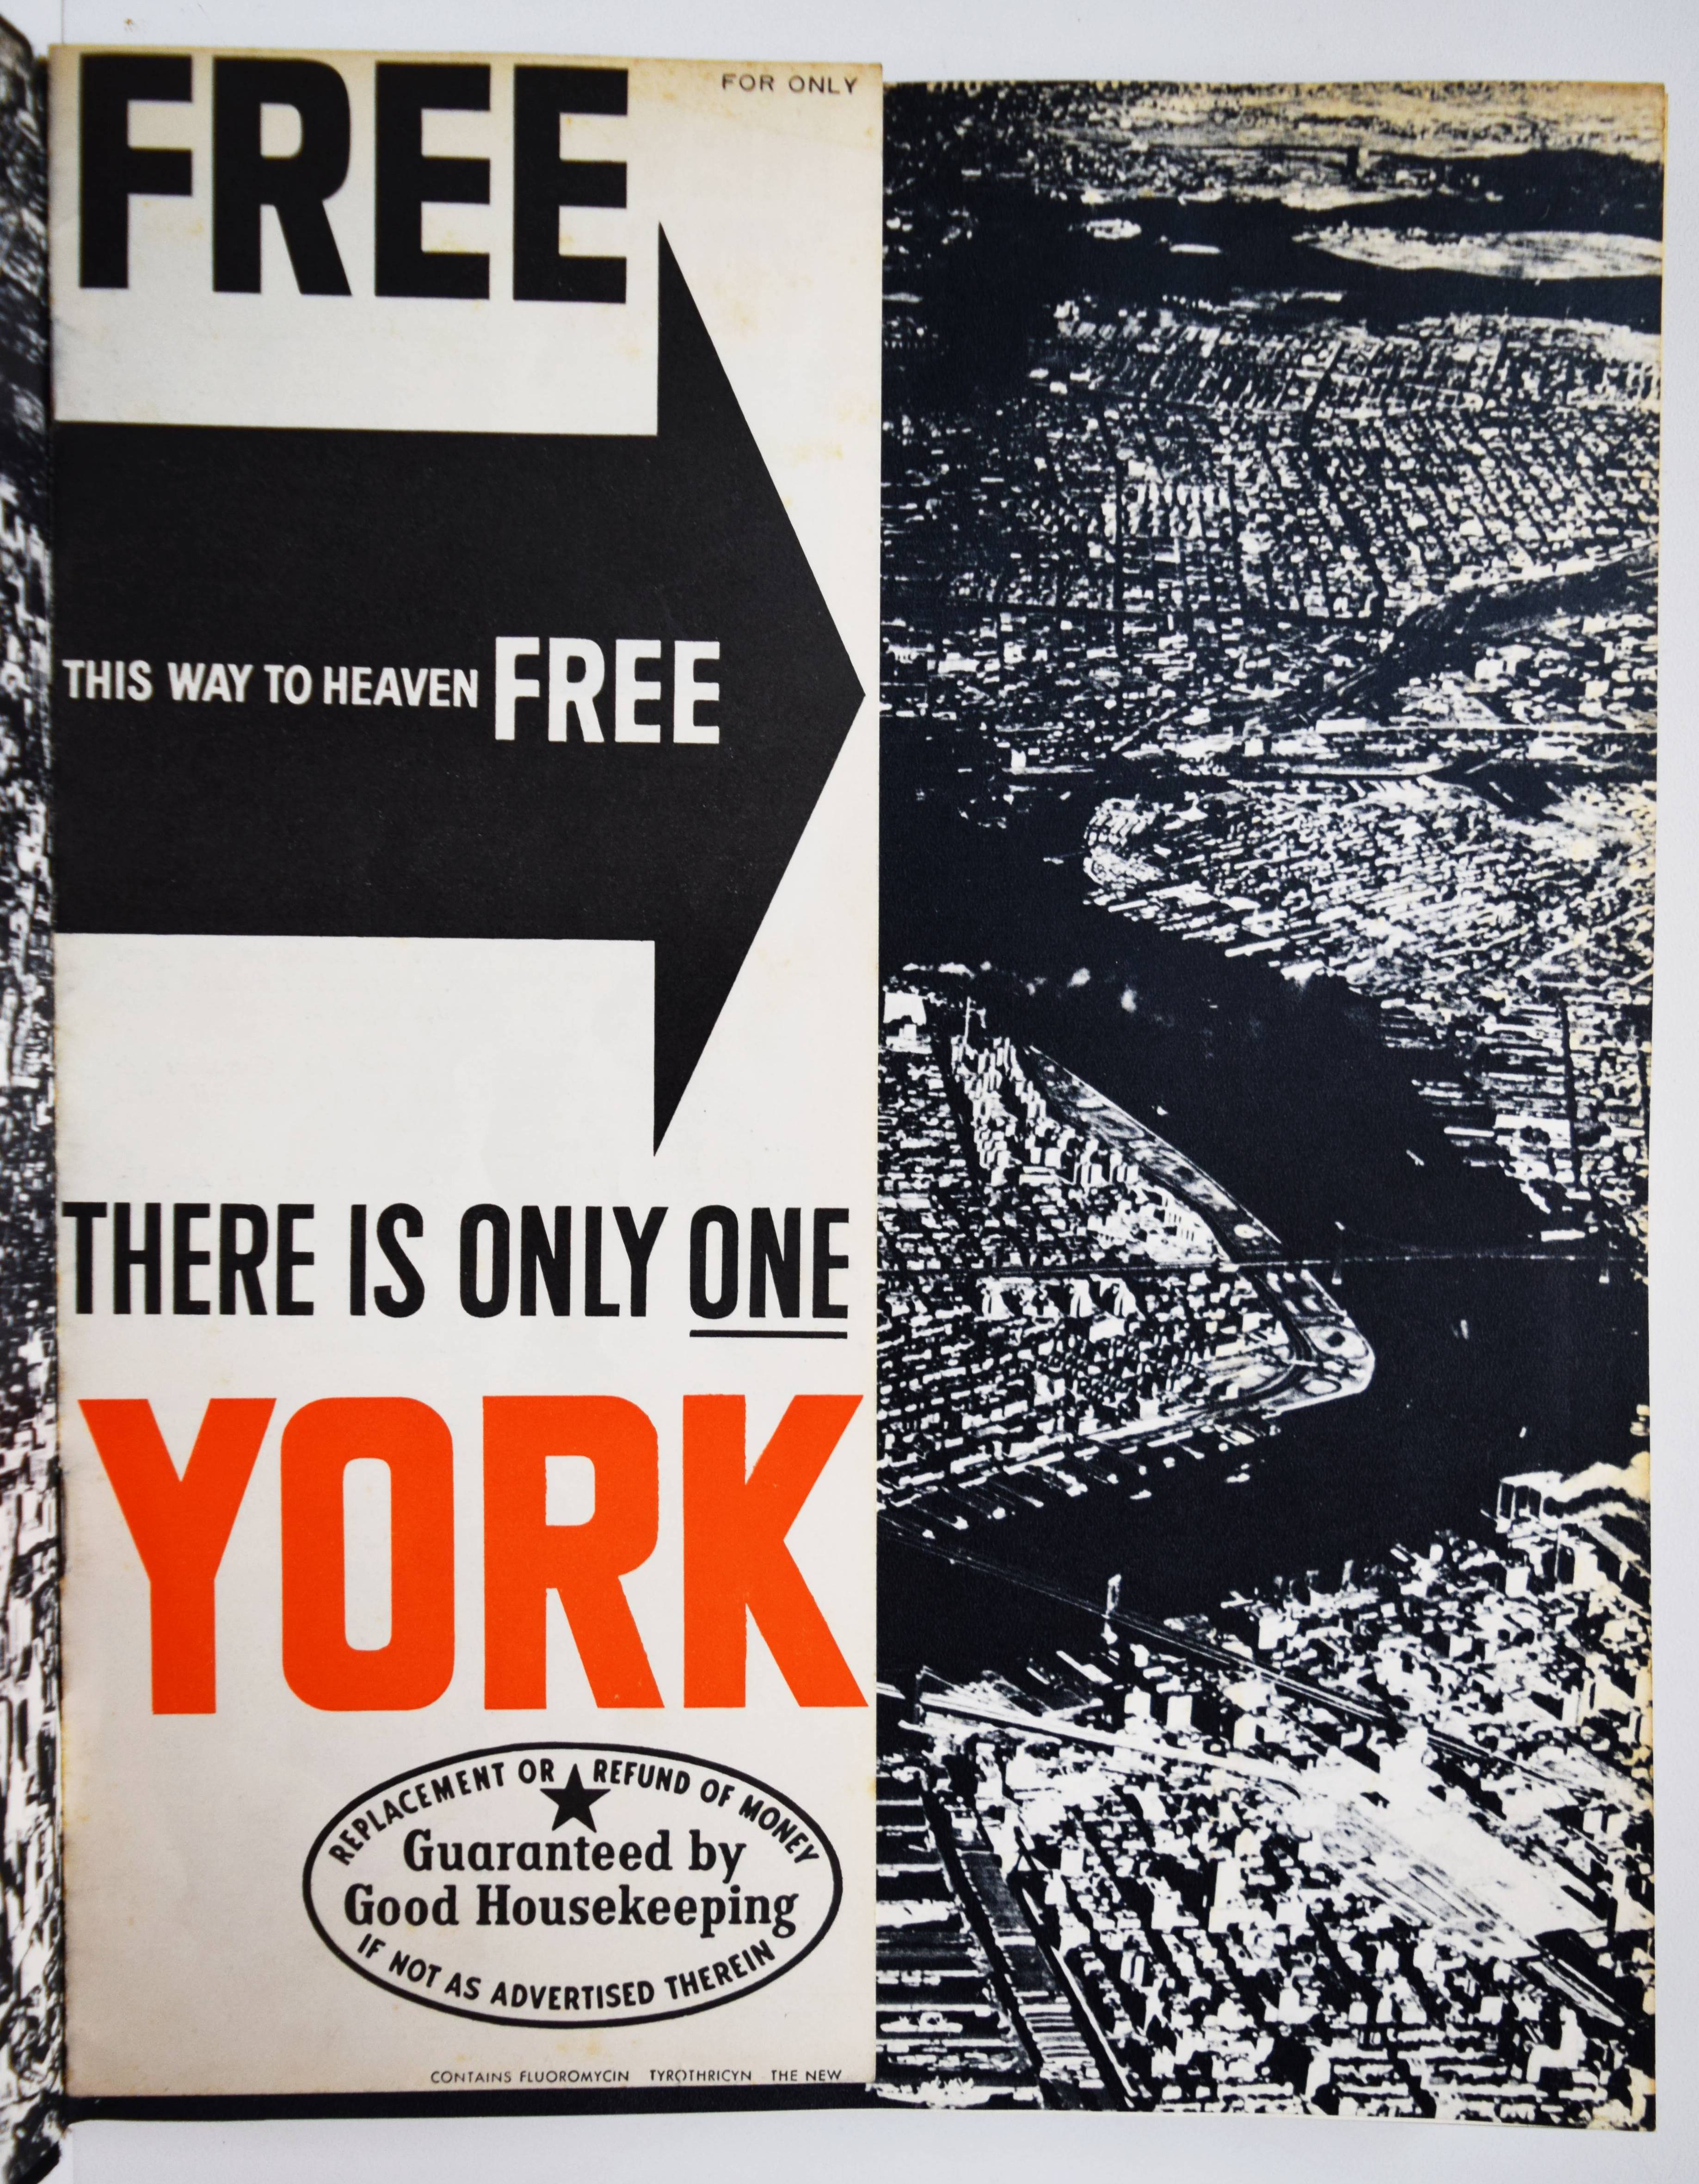 FREE
FOR ONLY
THIS WAY TO HEAVEN FREE
THERE IS ONLY ONE
YORK
REPLACEMENT OR ★ REFUND OF MONEY
Guaranteed by
Good Housekeeping
IF NOT AS ADVERTISED THEREIN
CONTAINS FLUOROMYCIN TYROTHRICYN THE NEW